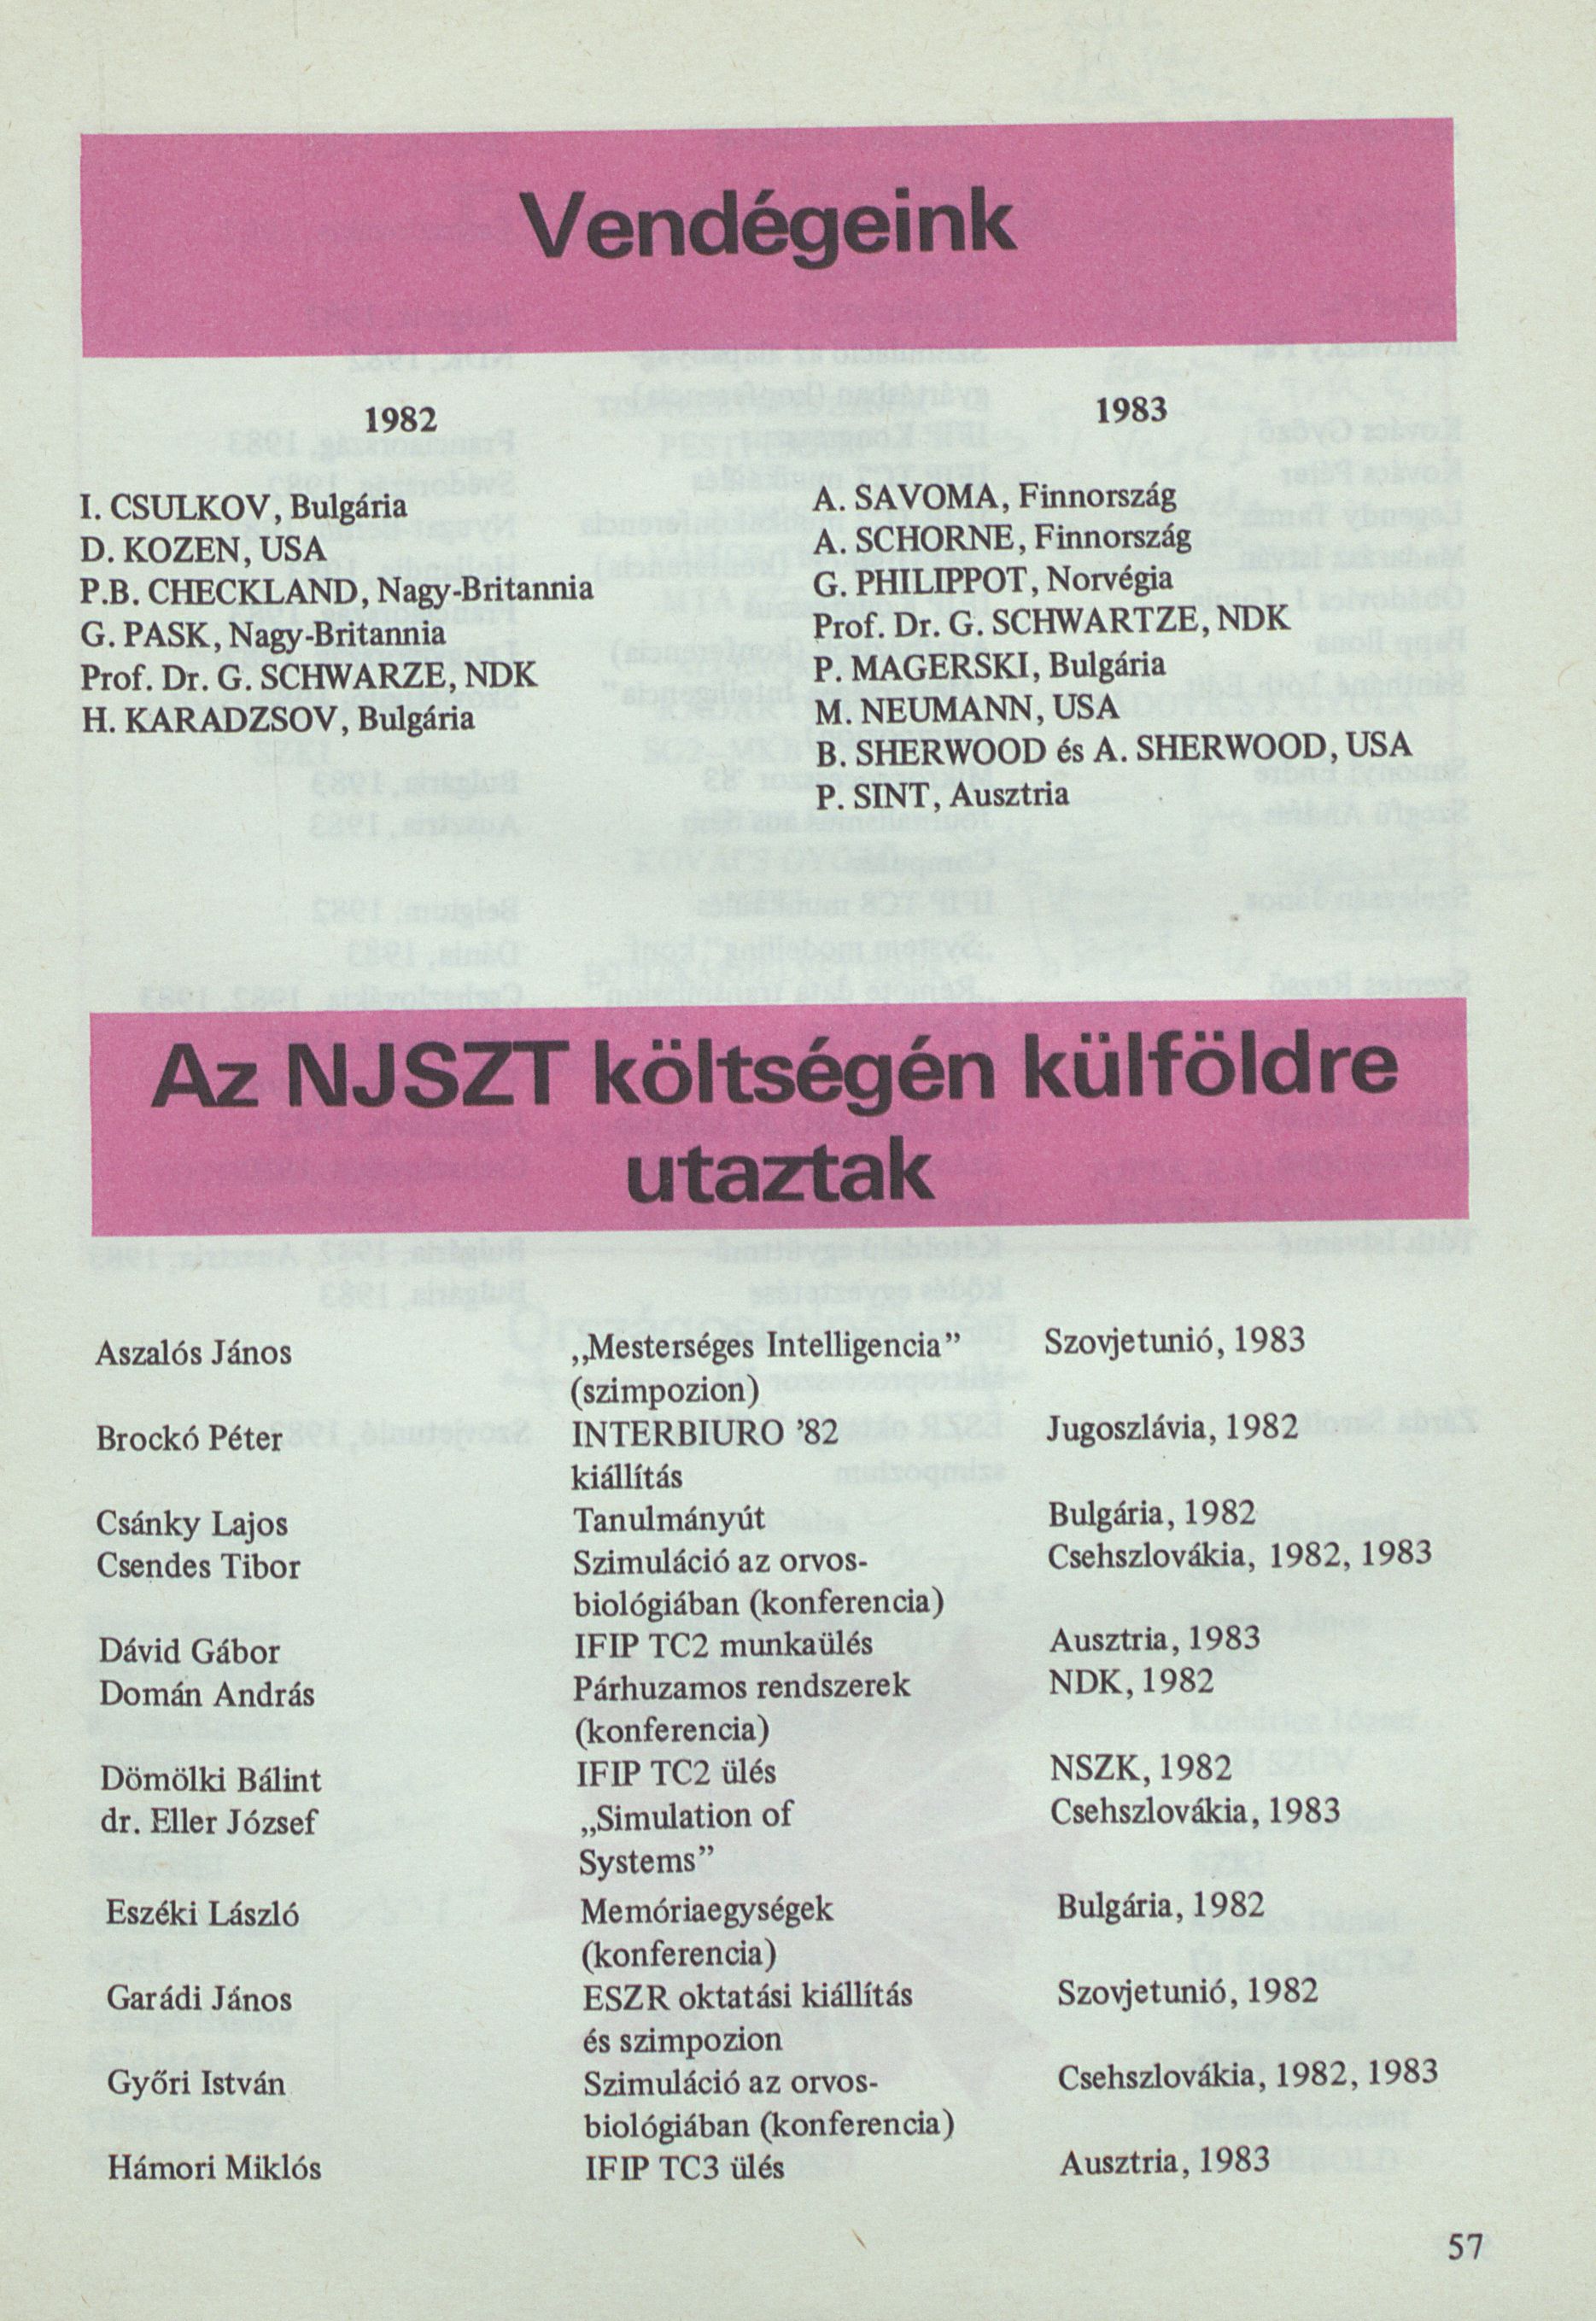 Vendégeink
1982
I. CSULKOV, Bulgária
D. KOZEN, USA
P.B. CHECKLAND, Nagy-Britannia
G. PASK, Nagy-Britannia
Prof. Dr. G. SCHWARZE, NDK
H. KARADZSOV, Bulgária
1983
A. SAVOMA, Finnország
A. SCHORNE, Finnország
G. PHILIPPOT, Norvégia
Prof. Dr. G. SCHWARTZE, NDK
P. MAGERSKI, Bulgária
M. NEUMANN, USA
B. SHERWOOD és A. SHERWOOD, USA
P. SINT, Ausztria
Az NJSZT költségén külföldre
utaztak
Aszalós János „Mesterséges Intelligencia” Szovjetunió, 1983
(szimpozion)
Brockó Péter INTERBIURO ’82 Jugoszlávia, 1982
kiállítás
Csánky Lajos Tanulmányút Bulgária, 1982
Csendes Tibor Szimuláció az orvos- Csehszlovákia, 1982, 1983
biológiában (konferencia)
Dávid Gábor IFIP TC2 munkaülés Ausztria, 1983
Domán András Párhuzamos rendszerek NDK, 1982
(konferencia)
Dömölki Bálint IFIP TC2 ülés NSZK, 1982
dr. Eller József „Simulation of Csehszlovákia, 1983
Systems”
Eszéki László Memóriaegységek Bulgária, 1982
(konferencia)
Garádi János ESZR oktatási kiállítás Szovjetunió, 1982
és szimpozion
Győri István Szimuláció az orvos- Csehszlovákia, 1982, 1983
biológiában (konferencia)
Hámori Miklós IFIP TC3 ülés Ausztria, 1983
57